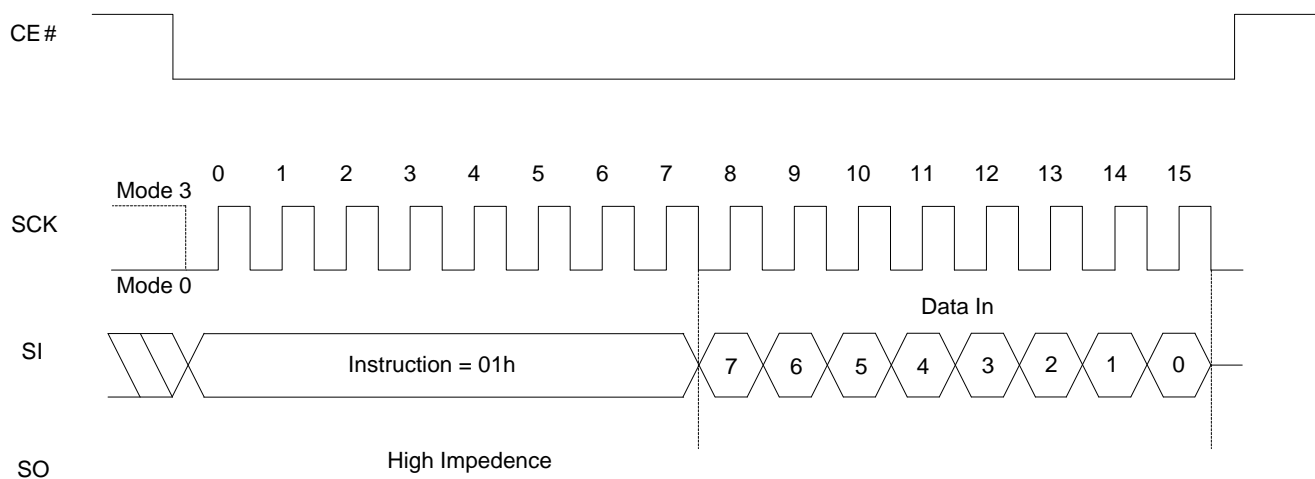 CE#
0 1 2 3 4 5 6 7 8 9 10 11 12 13 14 15
Mode 3
SCK
Mode 0
Data In
SI Instruction = 01h 7 6 5 4 3 2 1 0
High Impedence
SO